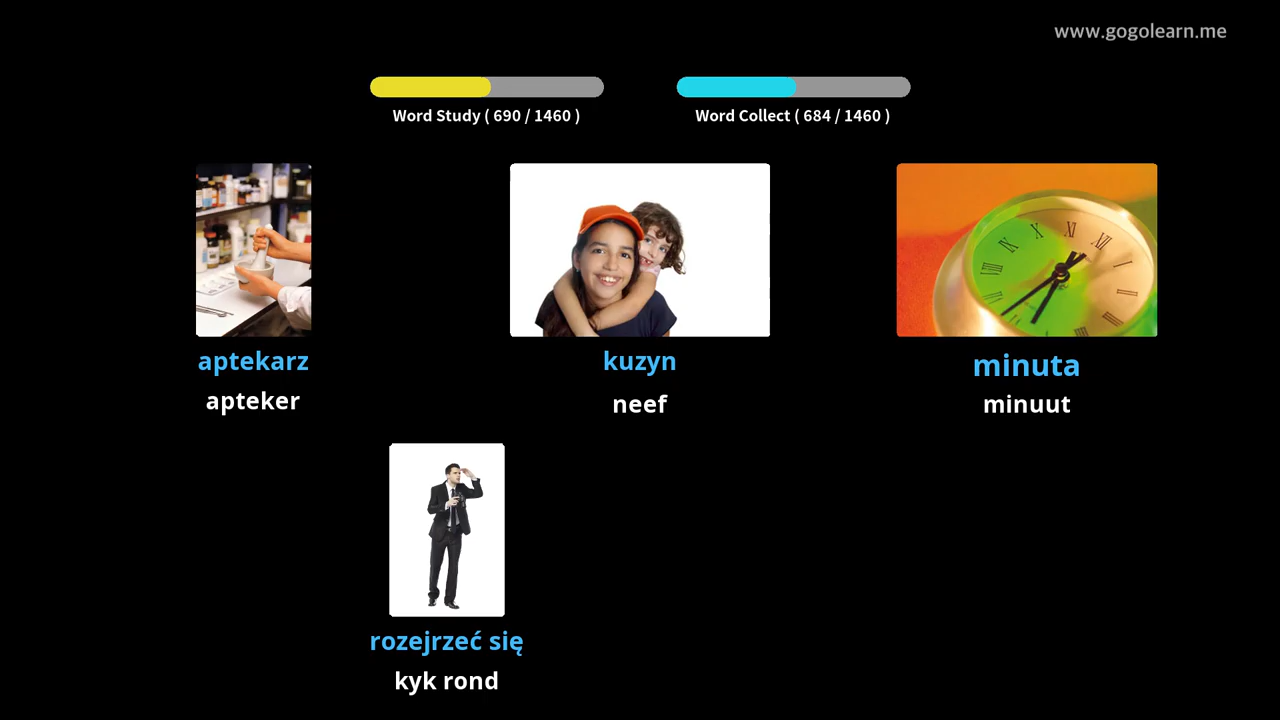 www.gogolearn.me
Word Study ( 690 / 1460 )
Word Collect ( 684 / 1460 )
aptekarz
apteker
kuzyn
neef
minuta
minuut
rozejrzeć się
kyk rond